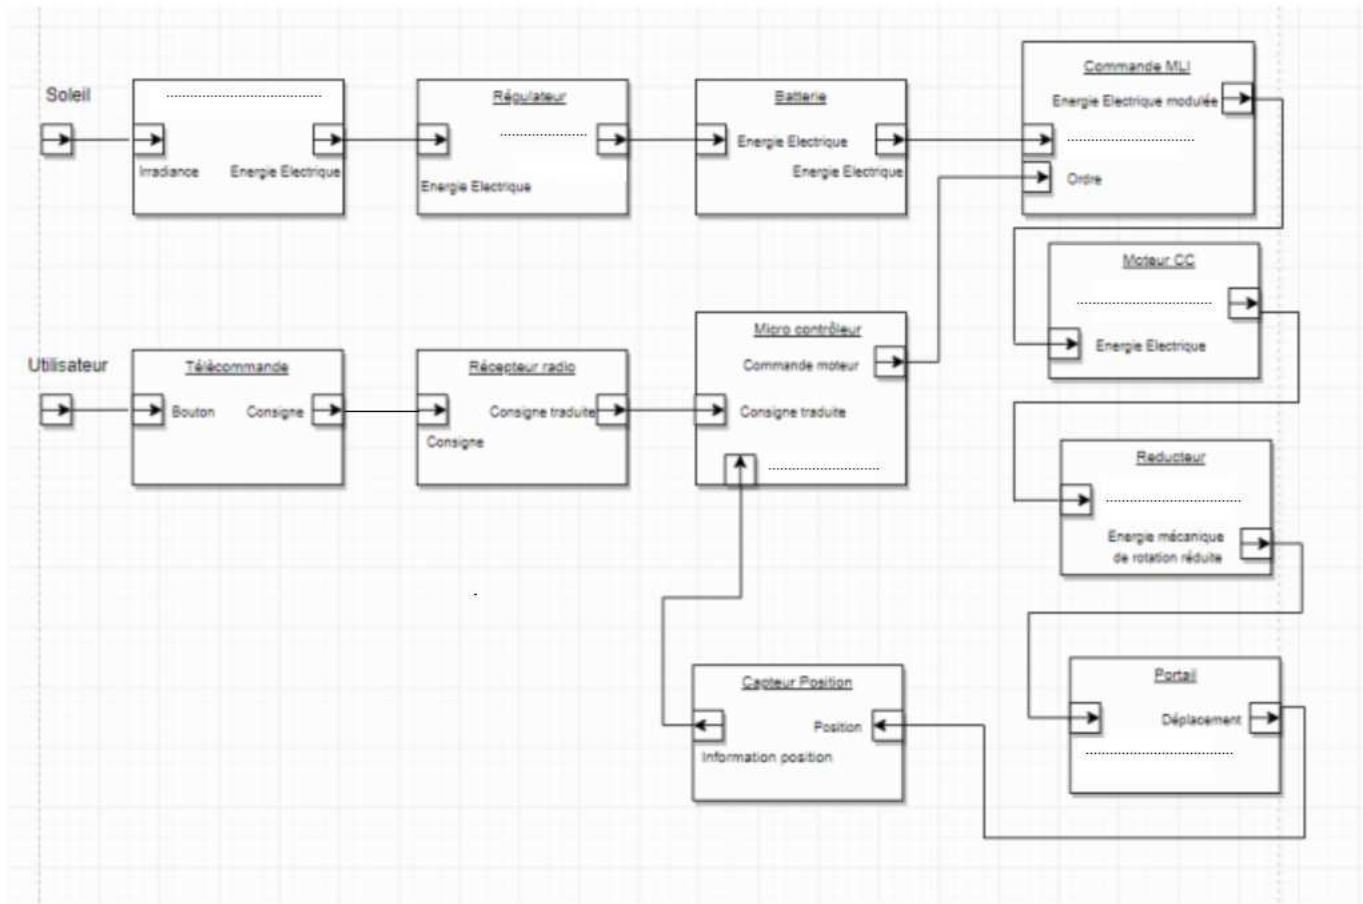 Soleil
..............................
Irradiance
Energie Electrique
Régulateur
..............................
Energie Electrique
Batterie
Energie Electrique
Energie Electrique
Commande MLI
Energie Electrique modulée
..............................
Ordre
Moteur CC
..............................
Energie Electrique
Utilisateur
Télécommande
Bouton
Consigne
Récepteur radio
Consigne traduite
Consigne
Micro contrôleur
Commande moteur
Consigne traduite
..............................
Reducteur
..............................
Energie mécanique
de rotation réduite
Capteur Position
Position
Information position
Portail
Déplacement
..............................